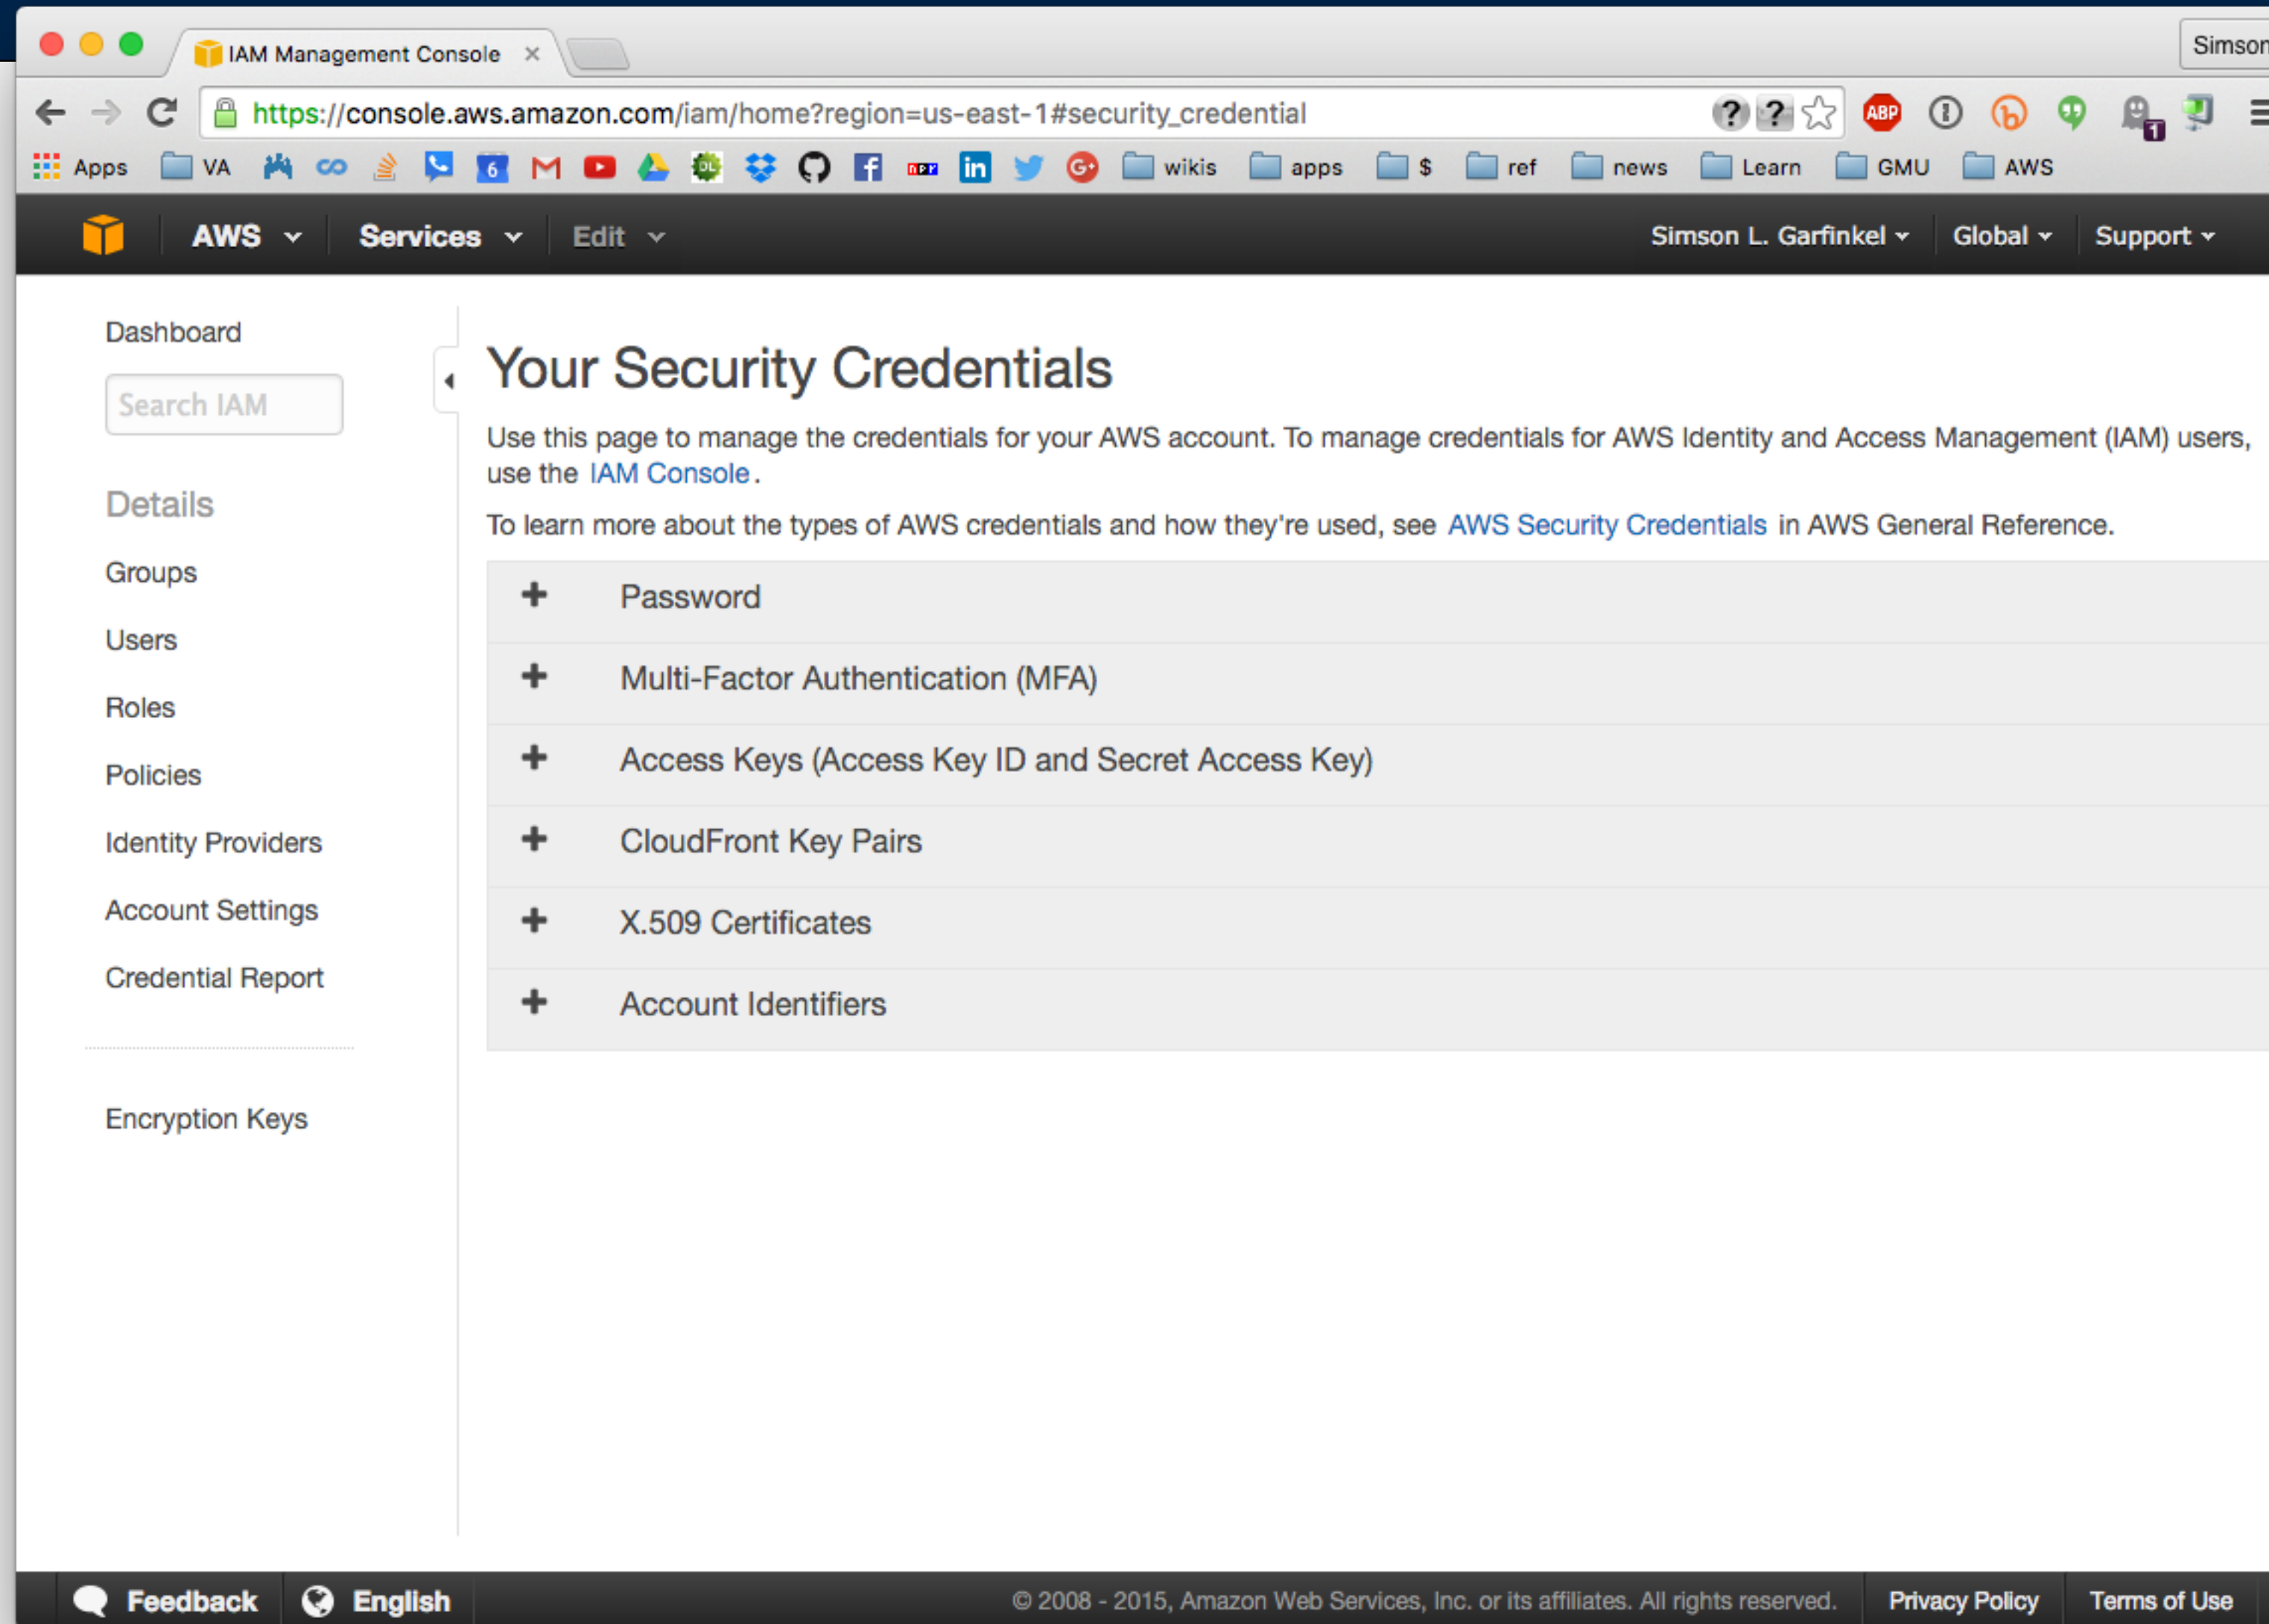 IAM Management Console
Simson
https://console.aws.amazon.com/iam/home?region=us-east-1#security_credential
ABP
1
Apps
VA
6
npr
in
G+
wikis
apps
$
ref
news
Learn
GMU
AWS
AWS
Services
Edit
Simson L. Garfinkel
Global
Support
Dashboard
Search IAM
Details
Groups
Users
Roles
Policies
Identity Providers
Account Settings
Credential Report
Encryption Keys
Your Security Credentials
Use this page to manage the credentials for your AWS account. To manage credentials for AWS Identity and Access Management (IAM) users,
use the IAM Console.
To learn more about the types of AWS credentials and how they're used, see AWS Security Credentials in AWS General Reference.
Password
Multi-Factor Authentication (MFA)
Access Keys (Access Key ID and Secret Access Key)
CloudFront Key Pairs
X.509 Certificates
Account Identifiers
Feedback
English
© 2008 - 2015, Amazon Web Services, Inc. or its affiliates. All rights reserved.
Privacy Policy
Terms of Use